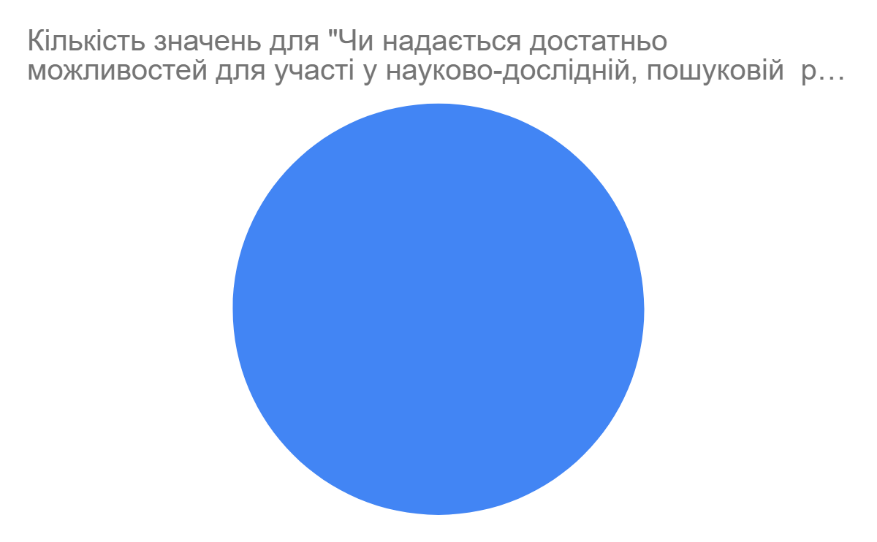 Кількість значень для "Чи надається достатньо
можливостей для участі у науково-дослідній, пошуковій  р…